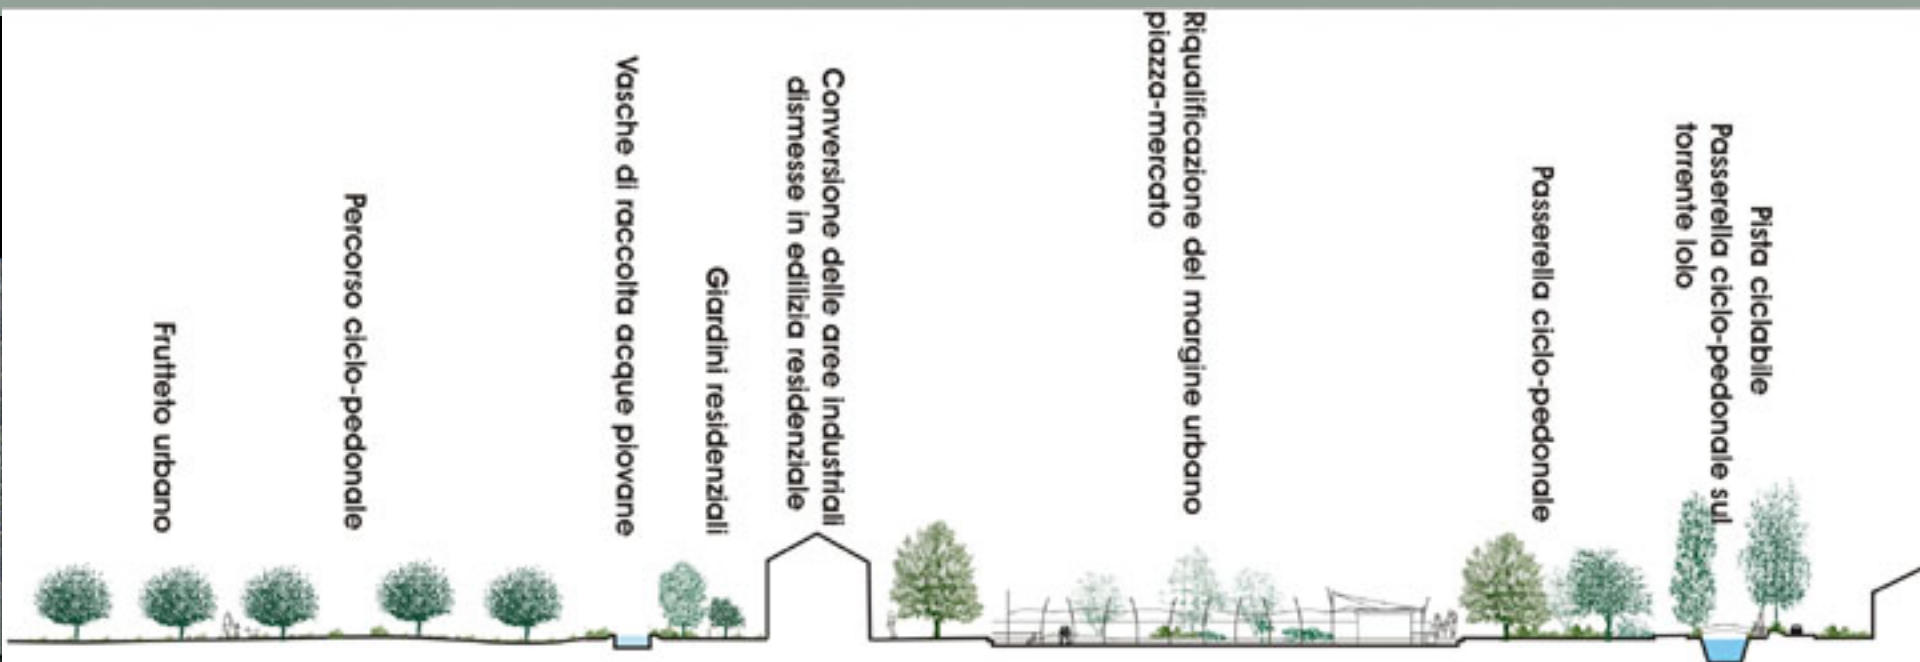 Frutteto urbano
Percorso ciclo-pedonale
Vasche di raccolta acque piovane
Giardini residenziali
Conversione delle aree industriali
dismesse in edilizia residenziale
Riqualificazione del margine urbano
piazza-mercato
Passerella ciclo-pedonale
Passerella ciclo-pedonale sul
torrente Iolo
Pista ciclabile